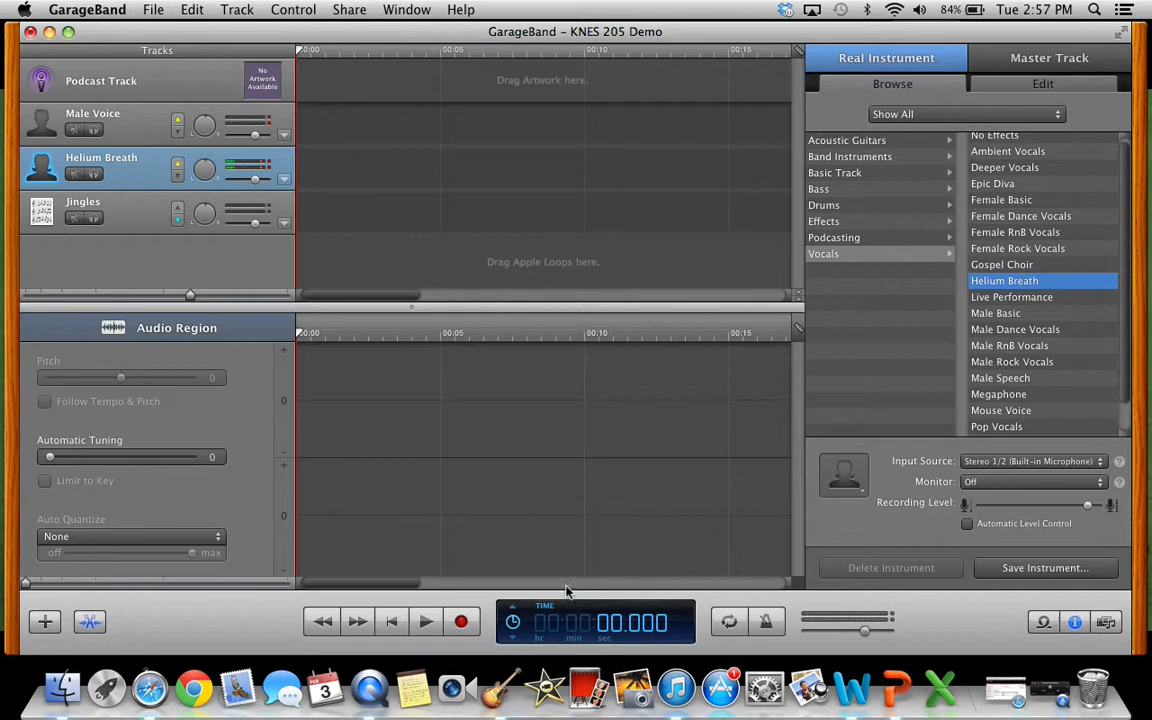 GarageBand File Edit Track Control Share Window Help 84% Tue 2:57 PM
GarageBand – KNES 205 Demo
Tracks
0:00 00:05 00:10 00:15
Real Instrument Master Track
Podcast Track
No
Artwork
Available
Drag Artwork here.
Browse Edit
Show All
Male Voice
L R
Helium Breath
L R
Jingles
L R
Drag Apple Loops here.
Acoustic Guitars
Band Instruments
Basic Track
Bass
Drums
Effects
Podcasting
Vocals
No Effects
Ambient Vocals
Deeper Vocals
Epic Diva
Female Basic
Female Dance Vocals
Female RnB Vocals
Female Rock Vocals
Gospel Choir
Helium Breath
Live Performance
Male Basic
Male Dance Vocals
Male RnB Vocals
Male Rock Vocals
Male Speech
Megaphone
Mouse Voice
Pop Vocals
Audio Region
0:00 00:05 00:10 00:15
Pitch
0
Follow Tempo & Pitch
Automatic Tuning
0
Limit to Key
Auto Quantize
None
off max
+
0
–
+
0
–
Input Source: Stereo 1/2 (Built-in Microphone) ?
Monitor: Off ?
Recording Level:
Automatic Level Control
Delete Instrument Save Instrument...
TIME
00:00:00.000
hr min sec
FEB
3
1